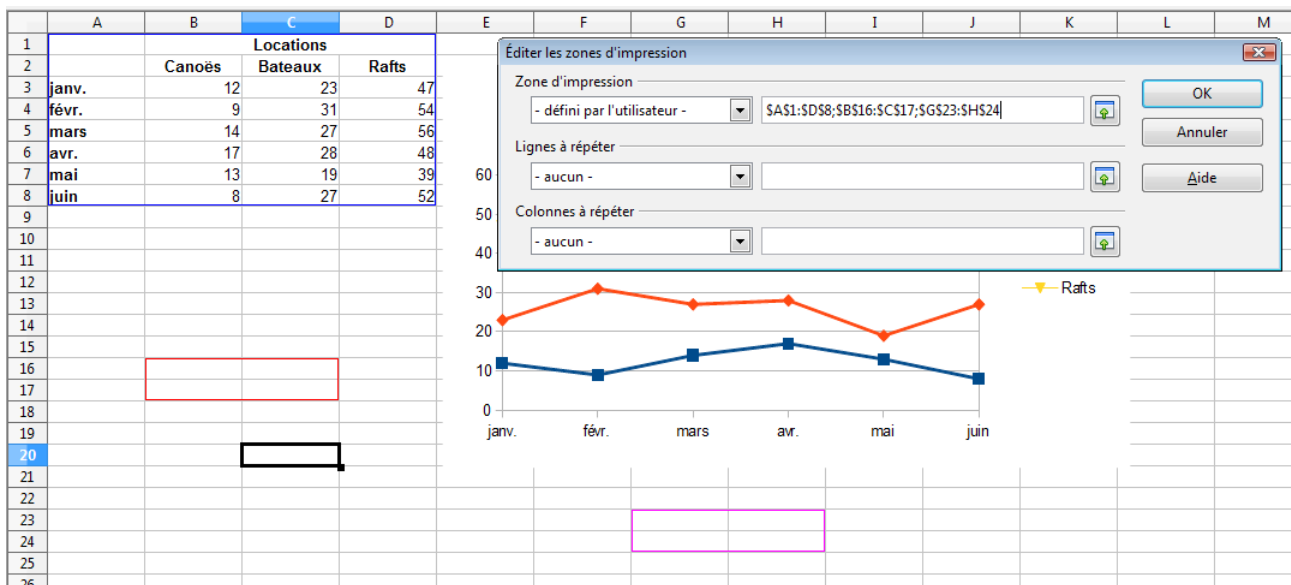 A B C D E F G H I J K L M
1 Locations
2 Canoës Bateaux Rafts
3 janv. 12 23 47
4 févr. 9 31 54
5 mars 14 27 56
6 avr. 17 28 48
7 mai 13 19 39
8 juin 8 27 52
9
10
11
12
13
14
15
16
17
18
19
20
21
22
23
24
25
26
Éditer les zones d'impression
Zone d'impression
- défini par l'utilisateur - $A$1:$D$8;$B$16:$C$17;$G$23:$H$24
Lignes à répéter
- aucun -
Colonnes à répéter
- aucun -
OK
Annuler
Aide
60
50
40
30
20
10
0
janv. févr. mars avr. mai juin
Rafts